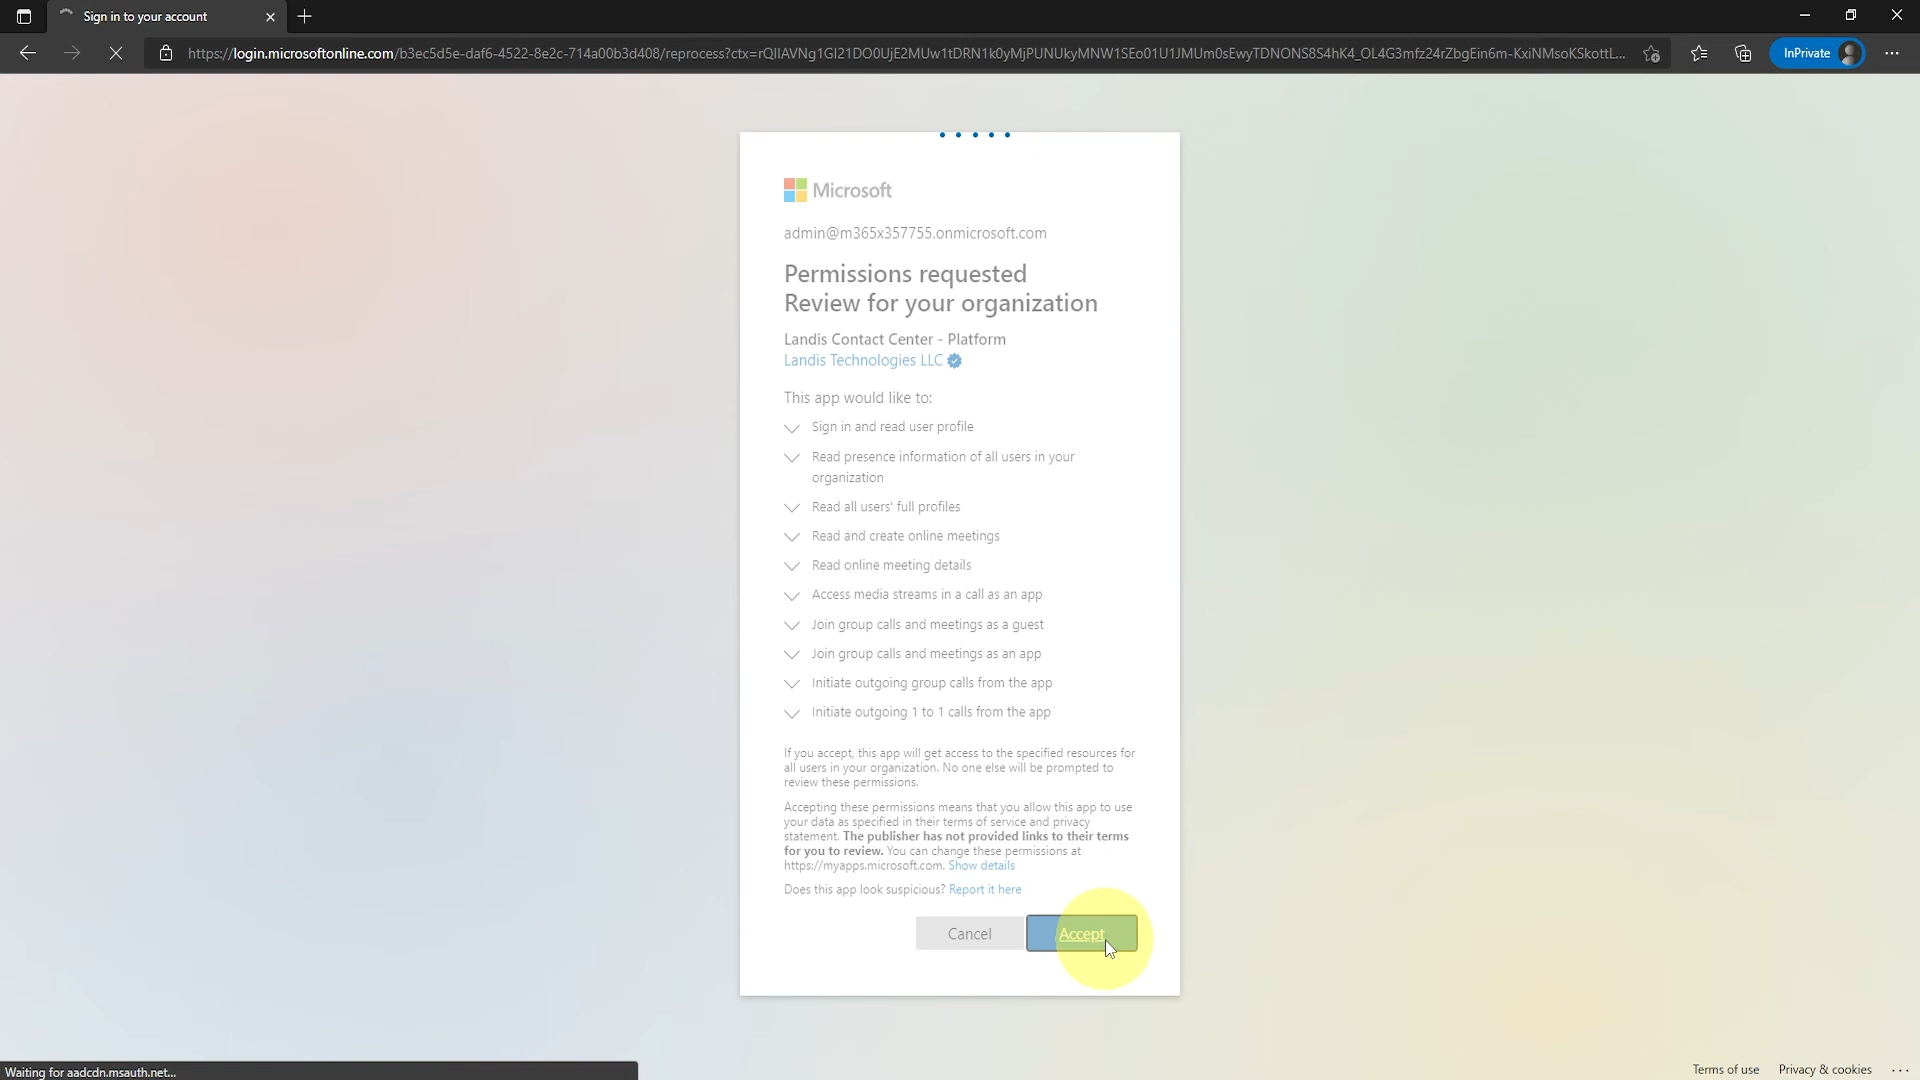 Sign in to your account
https://login.microsoftonline.com/b3ec5d5e-daf6-4522-8e2c-714a00b3d408/reprocess?ctx=rQIIAVNg1GI21DO0UjE2MUw1tDRN1k0yMjPUNUkyMNW1SEo01U1JMUm0sEwyTDNONS8S4hK4_OL4G3mfz24rZbgEin6m-KxiNMsoKSkottL...
InPrivate
Microsoft
admin@m365x357755.onmicrosoft.com
Permissions requested
Review for your organization
Landis Contact Center - Platform
Landis Technologies LLC
This app would like to:
Sign in and read user profile
Read presence information of all users in your
organization
Read all users' full profiles
Read and create online meetings
Read online meeting details
Access media streams in a call as an app
Join group calls and meetings as a guest
Join group calls and meetings as an app
Initiate outgoing group calls from the app
Initiate outgoing 1 to 1 calls from the app
If you accept, this app will get access to the specified resources for
all users in your organization. No one else will be prompted to
review these permissions.
Accepting these permissions means that you allow this app to use
your data as specified in their terms of service and privacy
statement. The publisher has not provided links to their terms
for you to review. You can change these permissions at
https://myapps.microsoft.com. Show details
Does this app look suspicious? Report it here
Cancel
Accept
Waiting for aadcdn.msauth.net...
Terms of use
Privacy & cookies